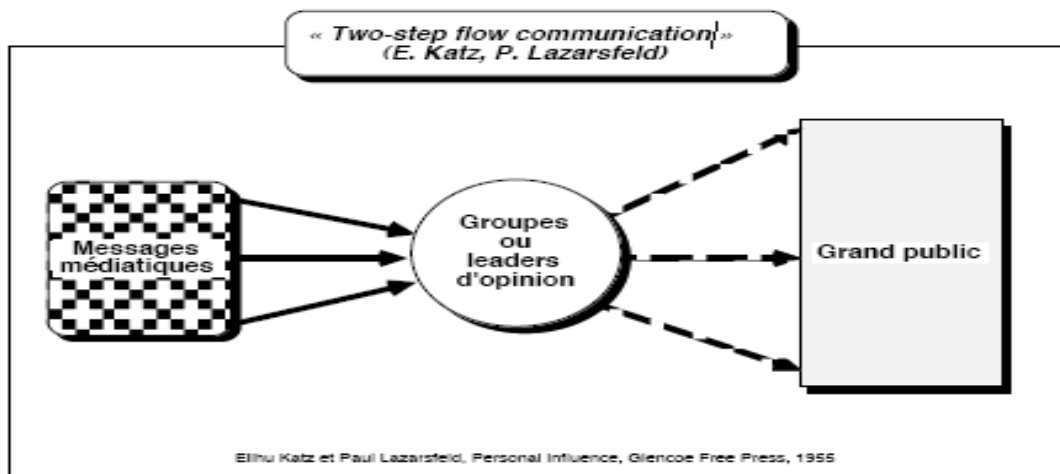 « Two-step flow communication »
(E. Katz, P. Lazarsfeld)
Messages
médiatiques
Groupes
ou
leaders
d'opinion
Grand public
Elihu Katz et Paul Lazarsfeld, Personal Influence, Glencoe Free Press, 1955